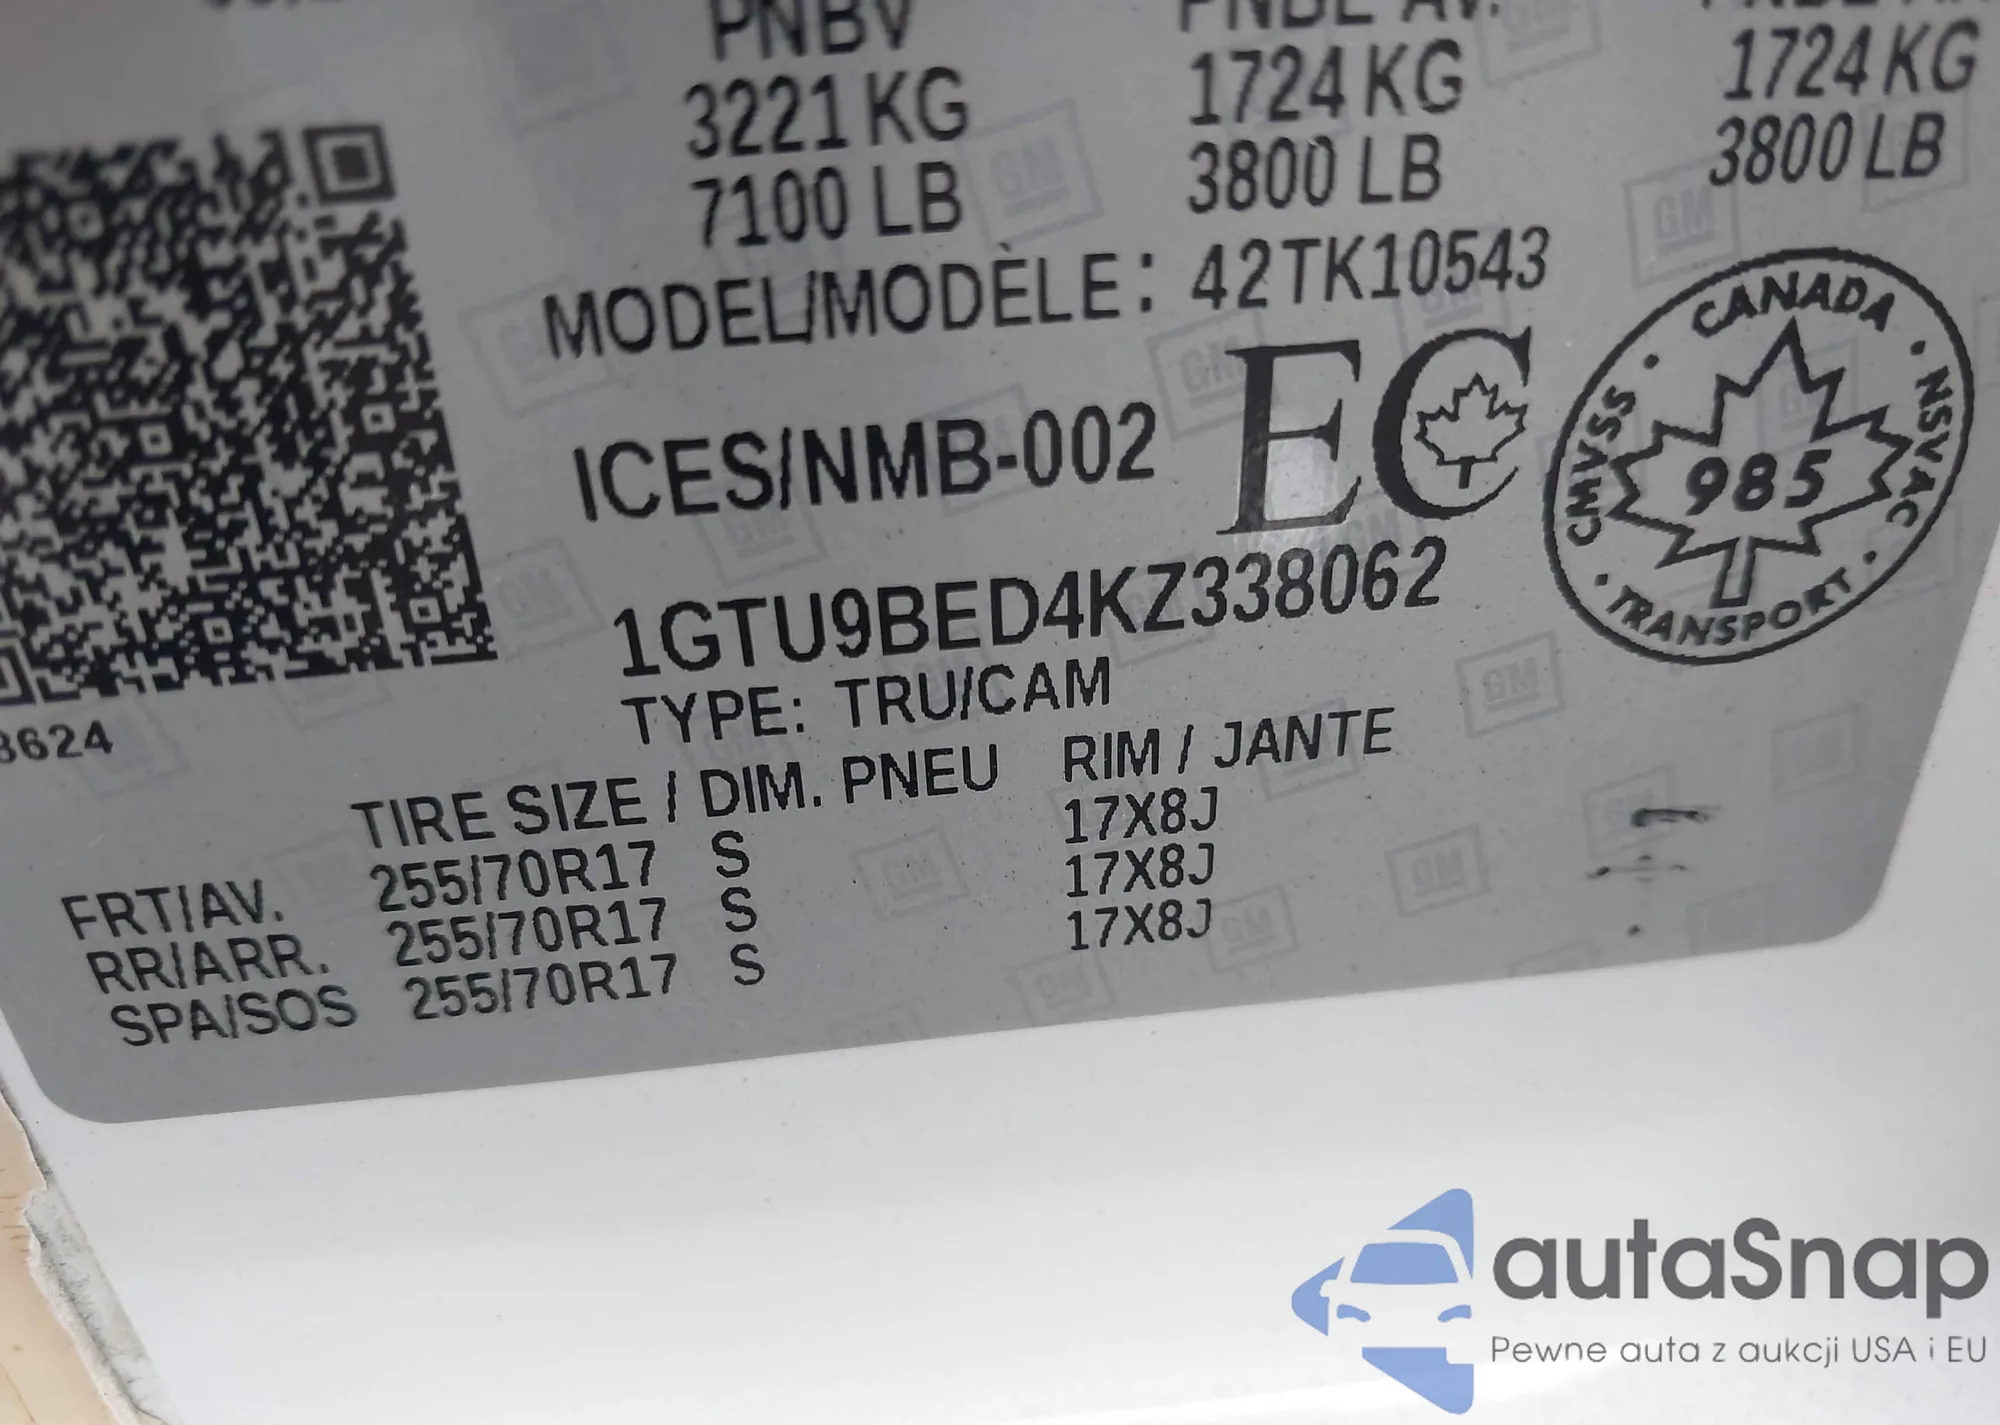 PNBV
3221 KG 1724 KG 1724 KG
7100 LB 3800 LB 3800 LB
MODEL/MODÈLE: 42TK10543
ICES/NMB-002 EC
CANADA
CMVSS · NSVAC
985
TRANSPORT
1GTU9BED4KZ338062
TYPE: TRU/CAM
3624
TIRE SIZE / DIM. PNEU RIM / JANTE
FRT/AV. 255/70R17 S 17X8J
RR/ARR. 255/70R17 S 17X8J
SPA/SOS 255/70R17 S 17X8J
GM
autaSnap
Pewne auta z aukcji USA i EU